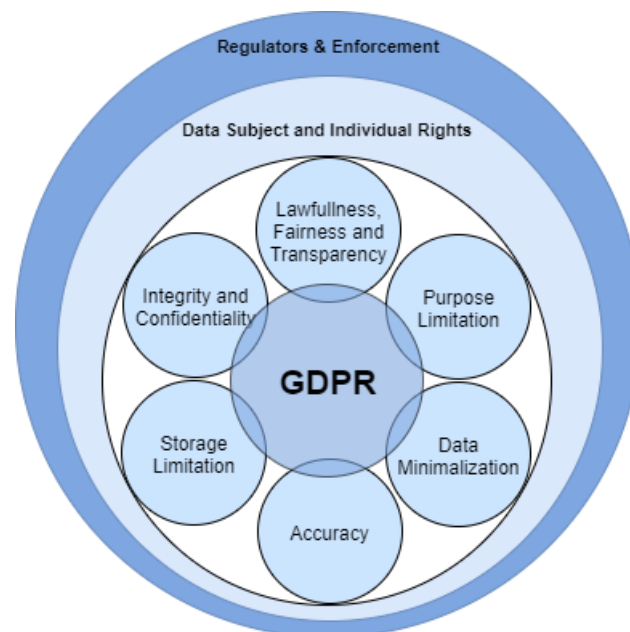 Regulators & Enforcement
Data Subject and Individual Rights
Lawfullness,
Fairness and
Transparency
Integrity and
Confidentiality
Purpose
Limitation
GDPR
Storage
Limitation
Data
Minimalization
Accuracy